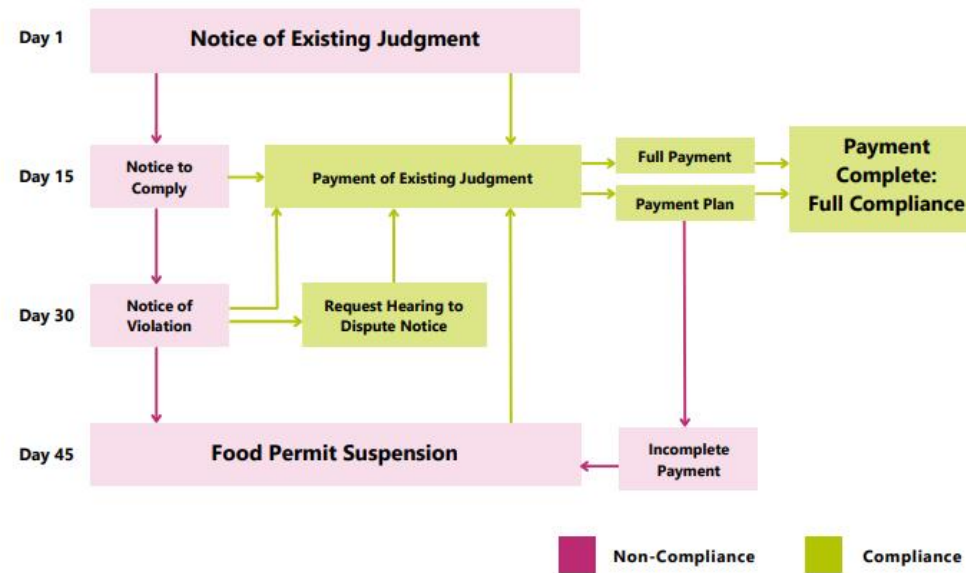 Day 1
Notice of Existing Judgment
Day 15
Notice to
Comply
Payment of Existing Judgment
Full Payment
Payment Plan
Payment
Complete:
Full Compliance
Day 30
Notice of
Violation
Request Hearing to
Dispute Notice
Day 45
Food Permit Suspension
Incomplete
Payment
Non-Compliance
Compliance